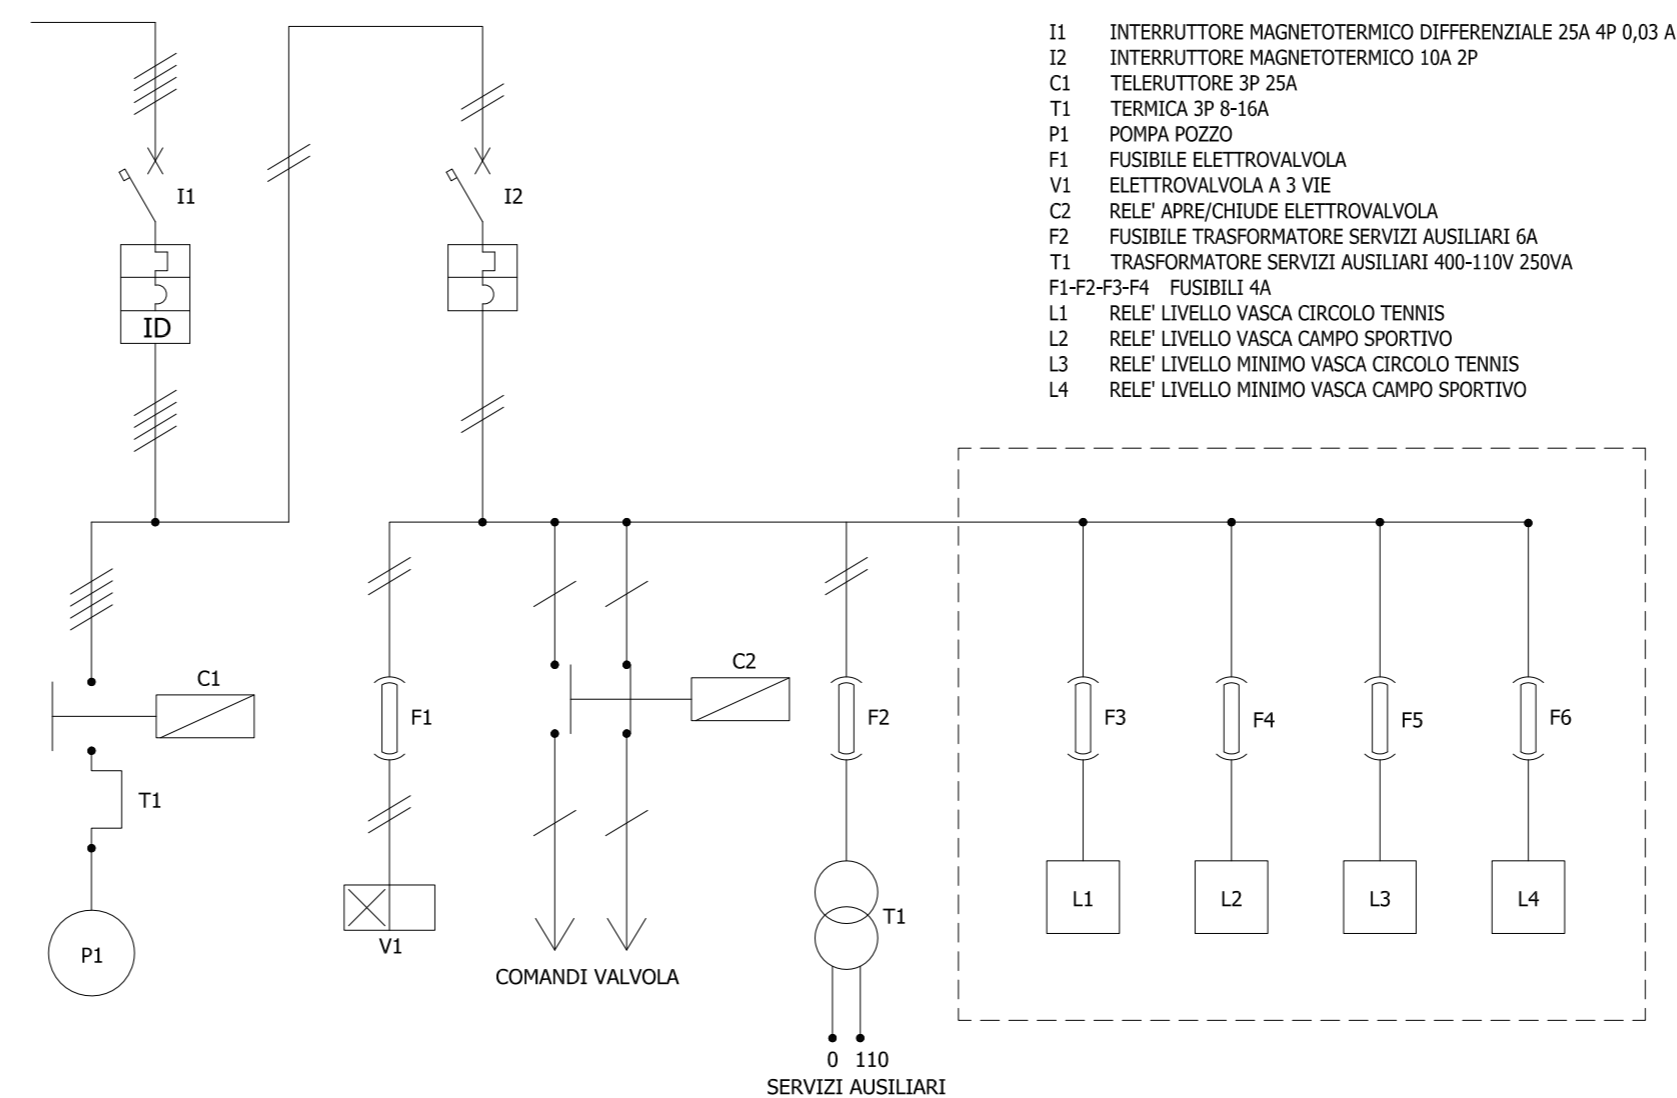 I1 INTERRUTTORE MAGNETOTERMICO DIFFERENZIALE 25A 4P 0,03 A
I2 INTERRUTTORE MAGNETOTERMICO 10A 2P
C1 TELERUTTORE 3P 25A
T1 TERMICA 3P 8-16A
P1 POMPA POZZO
F1 FUSIBILE ELETTROVALVOLA
V1 ELETTROVALVOLA A 3 VIE
C2 RELE' APRE/CHIUDE ELETTROVALVOLA
F2 FUSIBILE TRASFORMATORE SERVIZI AUSILIARI 6A
T1 TRASFORMATORE SERVIZI AUSILIARI 400-110V 250VA
F1-F2-F3-F4 FUSIBILI 4A
L1 RELE' LIVELLO VASCA CIRCOLO TENNIS
L2 RELE' LIVELLO VASCA CAMPO SPORTIVO
L3 RELE' LIVELLO MINIMO VASCA CIRCOLO TENNIS
L4 RELE' LIVELLO MINIMO VASCA CAMPO SPORTIVO
I1
I2
ID
C1
C2
F1
F2
F3
F4
F5
F6
T1
P1
V1
T1
L1
L2
L3
L4
COMANDI VALVOLA
0 110
SERVIZI AUSILIARI